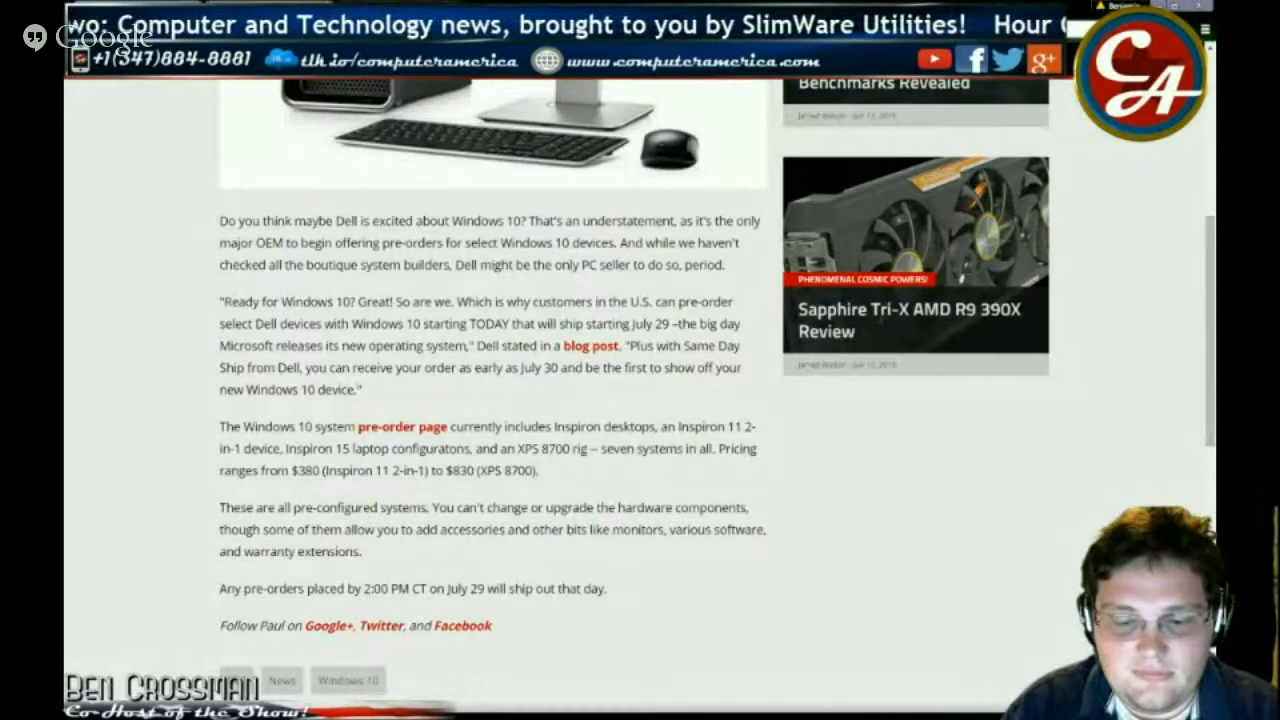 wo: Computer and Technology news, brought to you by SlimWare Utilities!   Hour
Google
+1(347)884-8881 tlk.io/computeramerica www.computeramerica.com
CA
Benchmarks Revealed
PHENOMENAL COSMIC POWERS!
Sapphire Tri-X AMD R9 390X
Review
Do you think maybe Dell is excited about Windows 10? That's an understatement, as it's the only
major OEM to begin offering pre-orders for select Windows 10 devices. And while we haven't
checked all the boutique system builders, Dell might be the only PC seller to do so, period.
"Ready for Windows 10? Great! So are we. Which is why customers in the U.S. can pre-order
select Dell devices with Windows 10 starting TODAY that will ship starting July 29 –the big day
Microsoft releases its new operating system," Dell stated in a blog post. "Plus with Same Day
Ship from Dell, you can receive your order as early as July 30 and be the first to show off your
new Windows 10 device."
The Windows 10 system pre-order page currently includes Inspiron desktops, an Inspiron 11 2-
in-1 device, Inspiron 15 laptop configuratons, and an XPS 8700 rig -- seven systems in all. Pricing
ranges from $380 (Inspiron 11 2-in-1) to $830 (XPS 8700).
These are all pre-configured systems. You can't change or upgrade the hardware components,
though some of them allow you to add accessories and other bits like monitors, various software,
and warranty extensions.
Any pre-orders placed by 2:00 PM CT on July 29 will ship out that day.
Follow Paul on Google+, Twitter, and Facebook
News Windows 10
Ben Crossman
Co-Host of the Show!